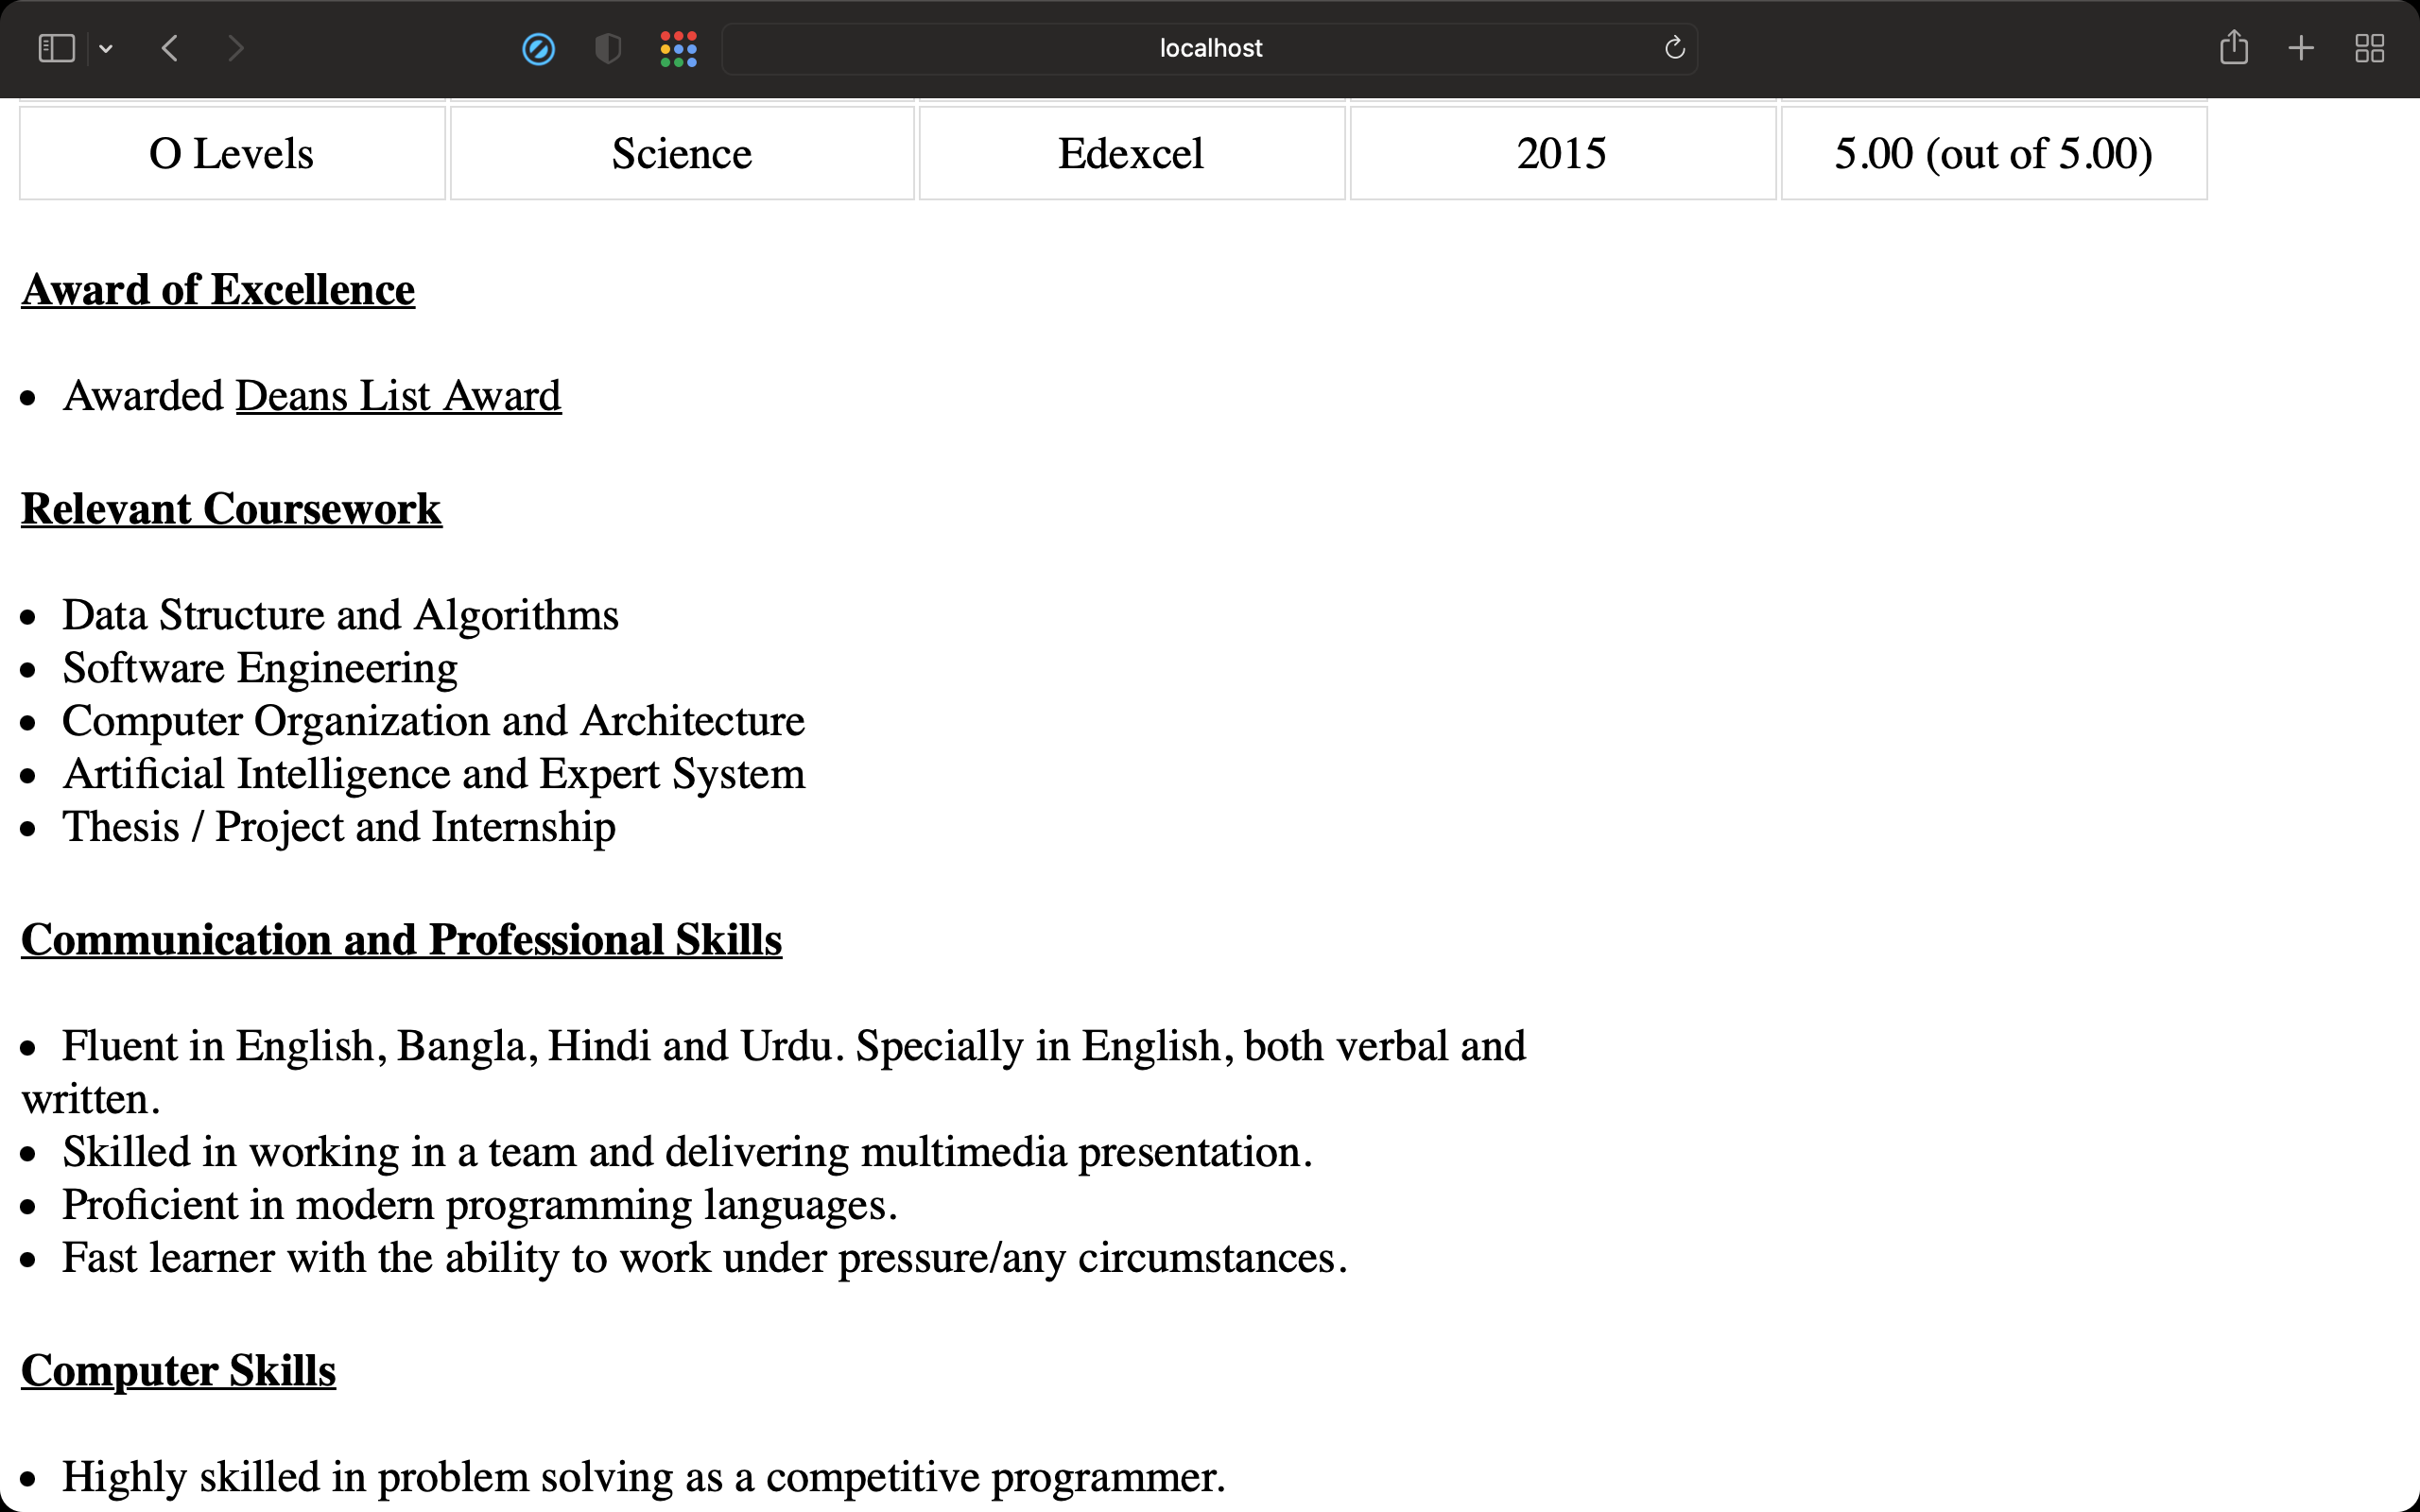 localhost
O Levels Science Edexcel 2015 5.00 (out of 5.00)
Award of Excellence
• Awarded Deans List Award
Relevant Coursework
• Data Structure and Algorithms
• Software Engineering
• Computer Organization and Architecture
• Artificial Intelligence and Expert System
• Thesis / Project and Internship
Communication and Professional Skills
• Fluent in English, Bangla, Hindi and Urdu. Specially in English, both verbal and
written.
• Skilled in working in a team and delivering multimedia presentation.
• Proficient in modern programming languages.
• Fast learner with the ability to work under pressure/any circumstances.
Computer Skills
• Highly skilled in problem solving as a competitive programmer.